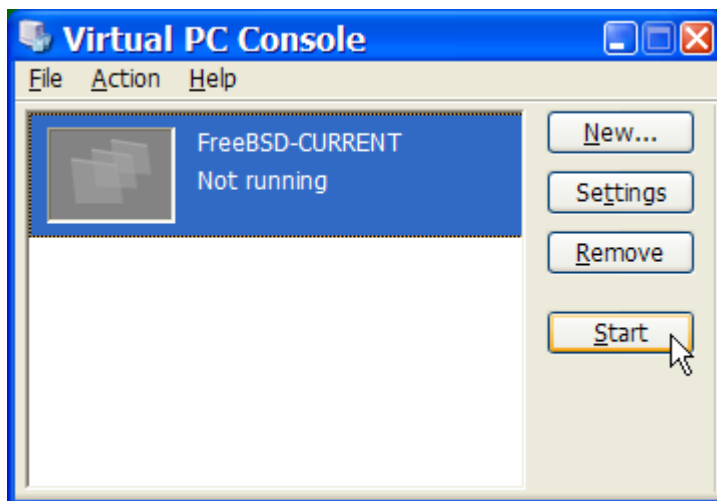 Virtual PC Console
File Action Help
FreeBSD-CURRENT
Not running
New...
Settings
Remove
Start